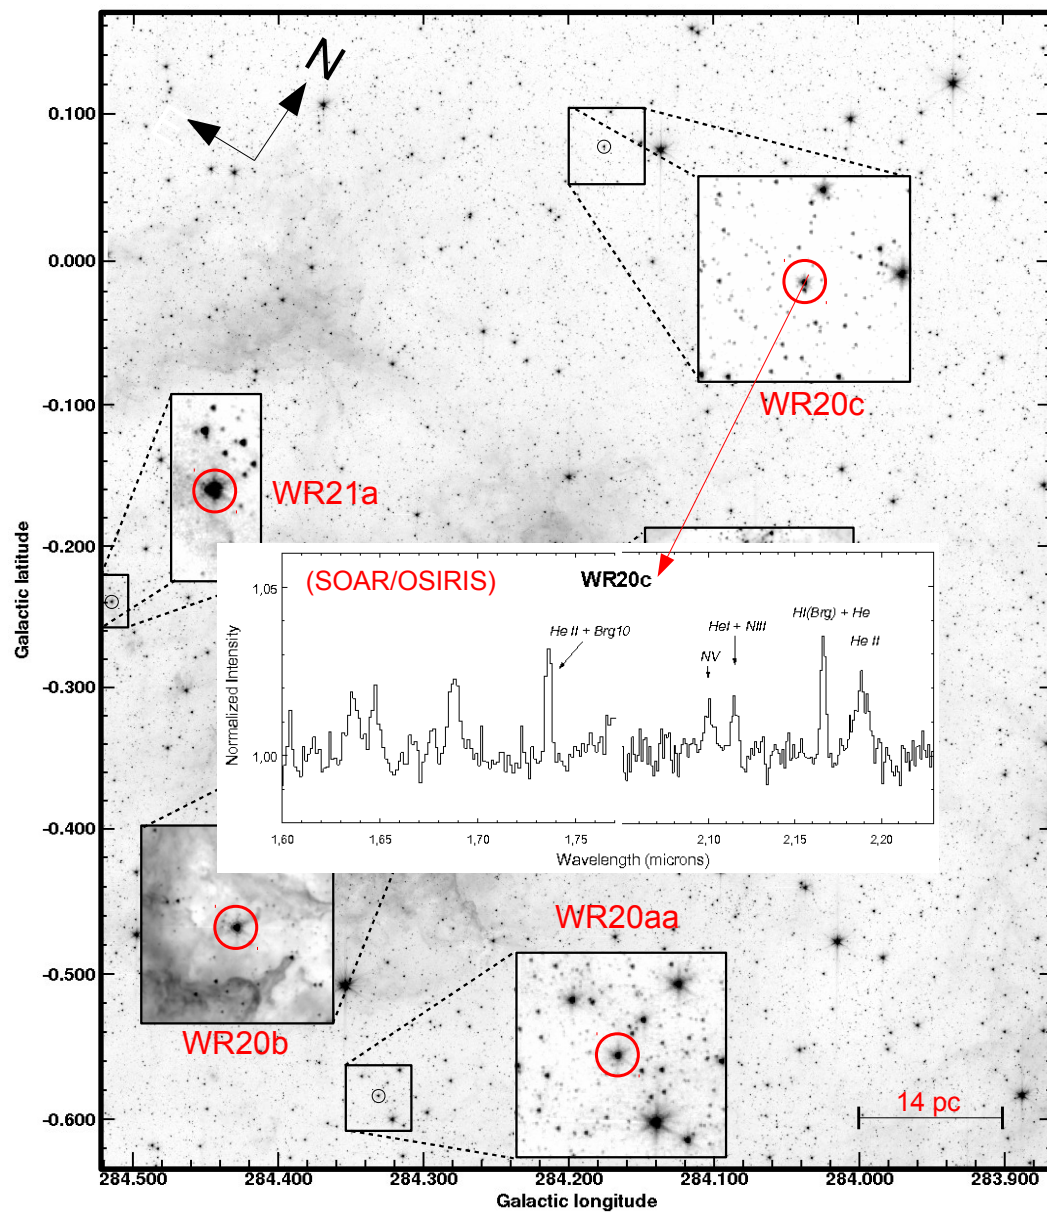 N
0.100
0.000
-0.100
-0.200
-0.300
-0.400
-0.500
-0.600
Galactic latitude
WR20c
WR21a
(SOAR/OSIRIS)
WR20c
1,05
1,00
Normalized Intensity
He II + Brg10
NV
HeI + NIII
HI(Brg) + He
He II
1,60
1,65
1,70
1,75
2,10
2,15
2,20
Wavelength (microns)
WR20aa
WR20b
14 pc
284.500
284.400
284.300
284.200
284.100
284.000
283.900
Galactic longitude